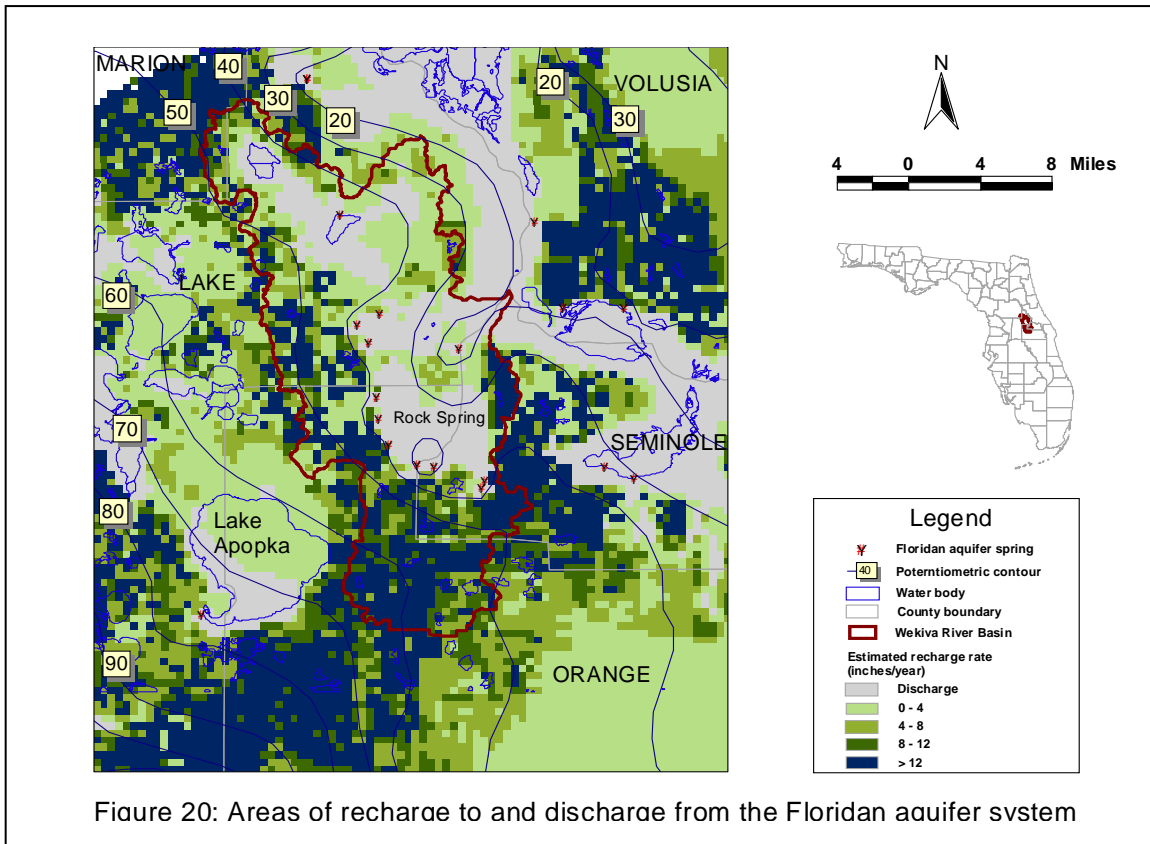 MARION
40
50
30
20
20
VOLUSIA
30
N
4 0 4 8 Miles
LAKE
60
Rock Spring
70
SEMINOLE
80
Lake
Apopka
90
ORANGE
Legend
Floridan aquifer spring
40 Poterntiometric contour
Water body
County boundary
Wekiva River Basin
Estimated recharge rate
(inches/year)
Discharge
0 - 4
4 - 8
8 - 12
> 12
Figure 20: Areas of recharge to and discharge from the Floridan aquifer system